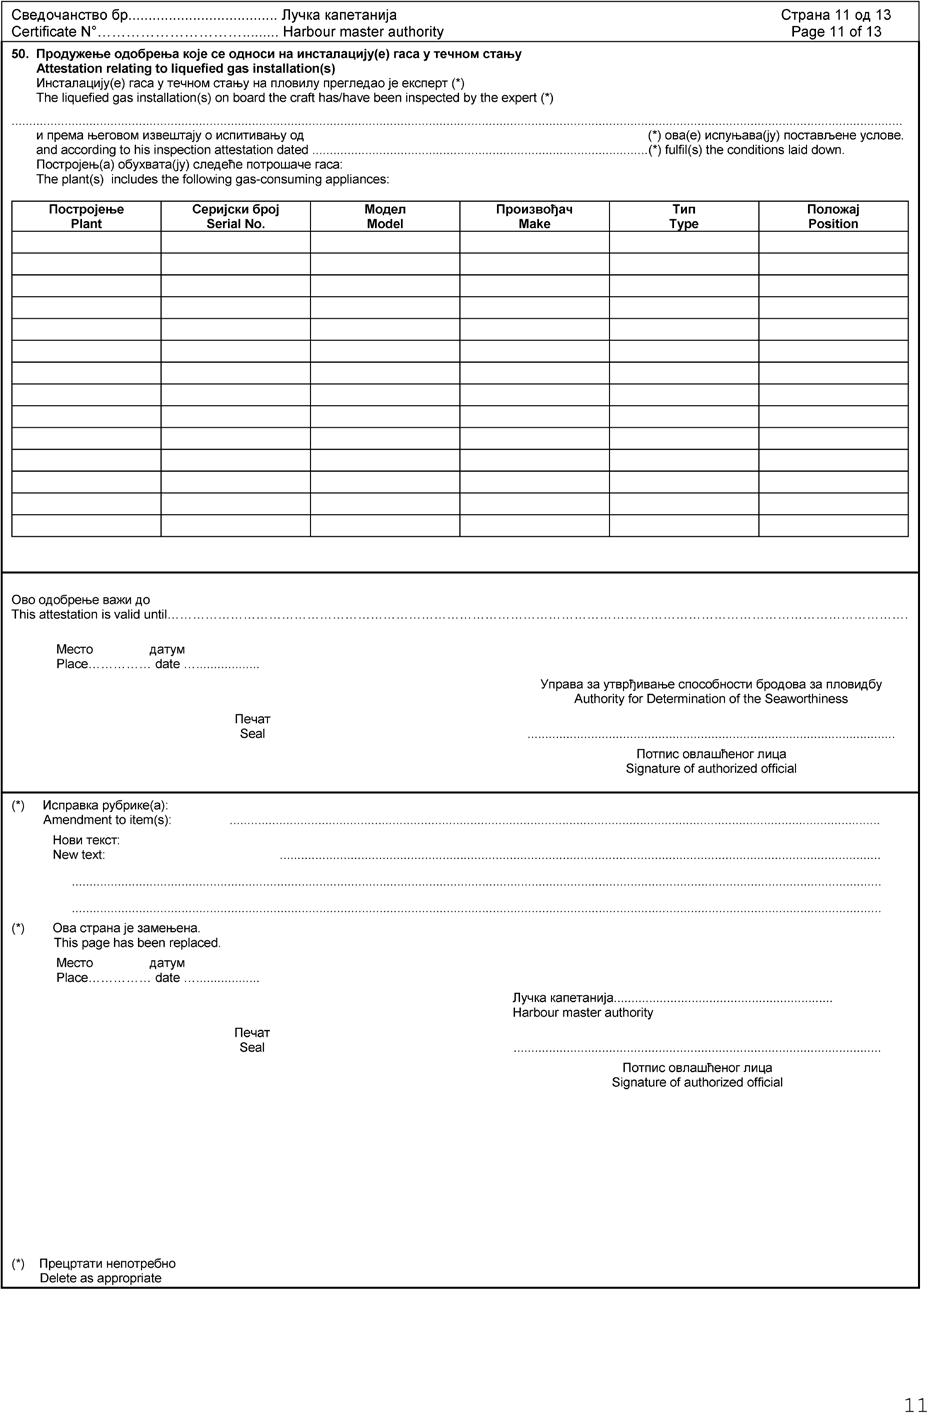 Сведочанство бр..................................... Лучка капетанија Страна 11 од 13
Certificate N°………………………….......... Harbour master authority Page 11 of 13
50. Продужење одобрења које се односи на инсталацију(е) гаса у течном стању
Attestation relating to liquefied gas installation(s)
Инсталацију(е) гаса у течном стању на пловилу прегледао је експерт (*)
The liquefied gas installation(s) on board the craft has/have been inspected by the expert (*)
................................................................................
и према његовом извештају о испитивању од (*) ова(е) испуњава(ју) постављене услове.
and according to his inspection attestation dated ................................................(*) fulfil(s) the conditions laid down.
Постројењ(а) обухвата(ју) следеће потрошаче гаса:
The plant(s) includes the following gas-consuming appliances:
Постројење Серијски број Модел Произвођач Тип Положај
Plant Serial No. Model Make Type Position
Ово одобрење важи до
This attestation is valid until……………………………………………………………………
Место датум
Place…………… date ….................
Управа за утврђивање способности бродова за пловидбу
Authority for Determination of the Seaworthiness
Печат
Seal ................................................................
Потпис овлашћеног лица
Signature of authorized official
(*) Исправка рубрике(а):
Amendment to item(s): ................................................................
Нови текст:
New text: ................................................................
................................................................................
................................................................................
(*) Ова страна је замењена.
This page has been replaced.
Место датум
Place…………… date ….................
Лучка капетанија..............................................................
Harbour master authority
Печат
Seal ................................................................
Потпис овлашћеног лица
Signature of authorized official
(*) Прецртати непотребно
Delete as appropriate
11